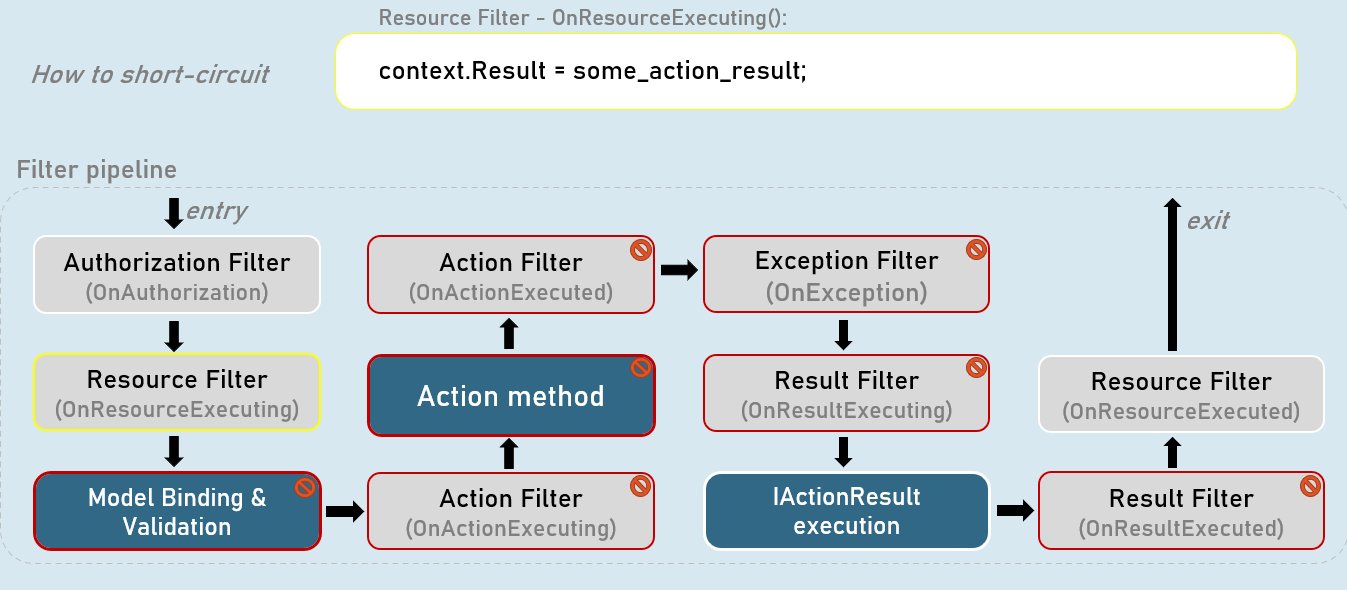 Resource Filter - OnResourceExecuting():
How to short-circuit
context.Result = some_action_result;
Filter pipeline
entry
Authorization Filter
(OnAuthorization)
Resource Filter
(OnResourceExecuting)
Model Binding &
Validation
Action Filter
(OnActionExecuting)
Action method
Action Filter
(OnActionExecuted)
Exception Filter
(OnException)
Result Filter
(OnResultExecuting)
IActionResult
execution
Result Filter
(OnResultExecuted)
Resource Filter
(OnResourceExecuted)
exit